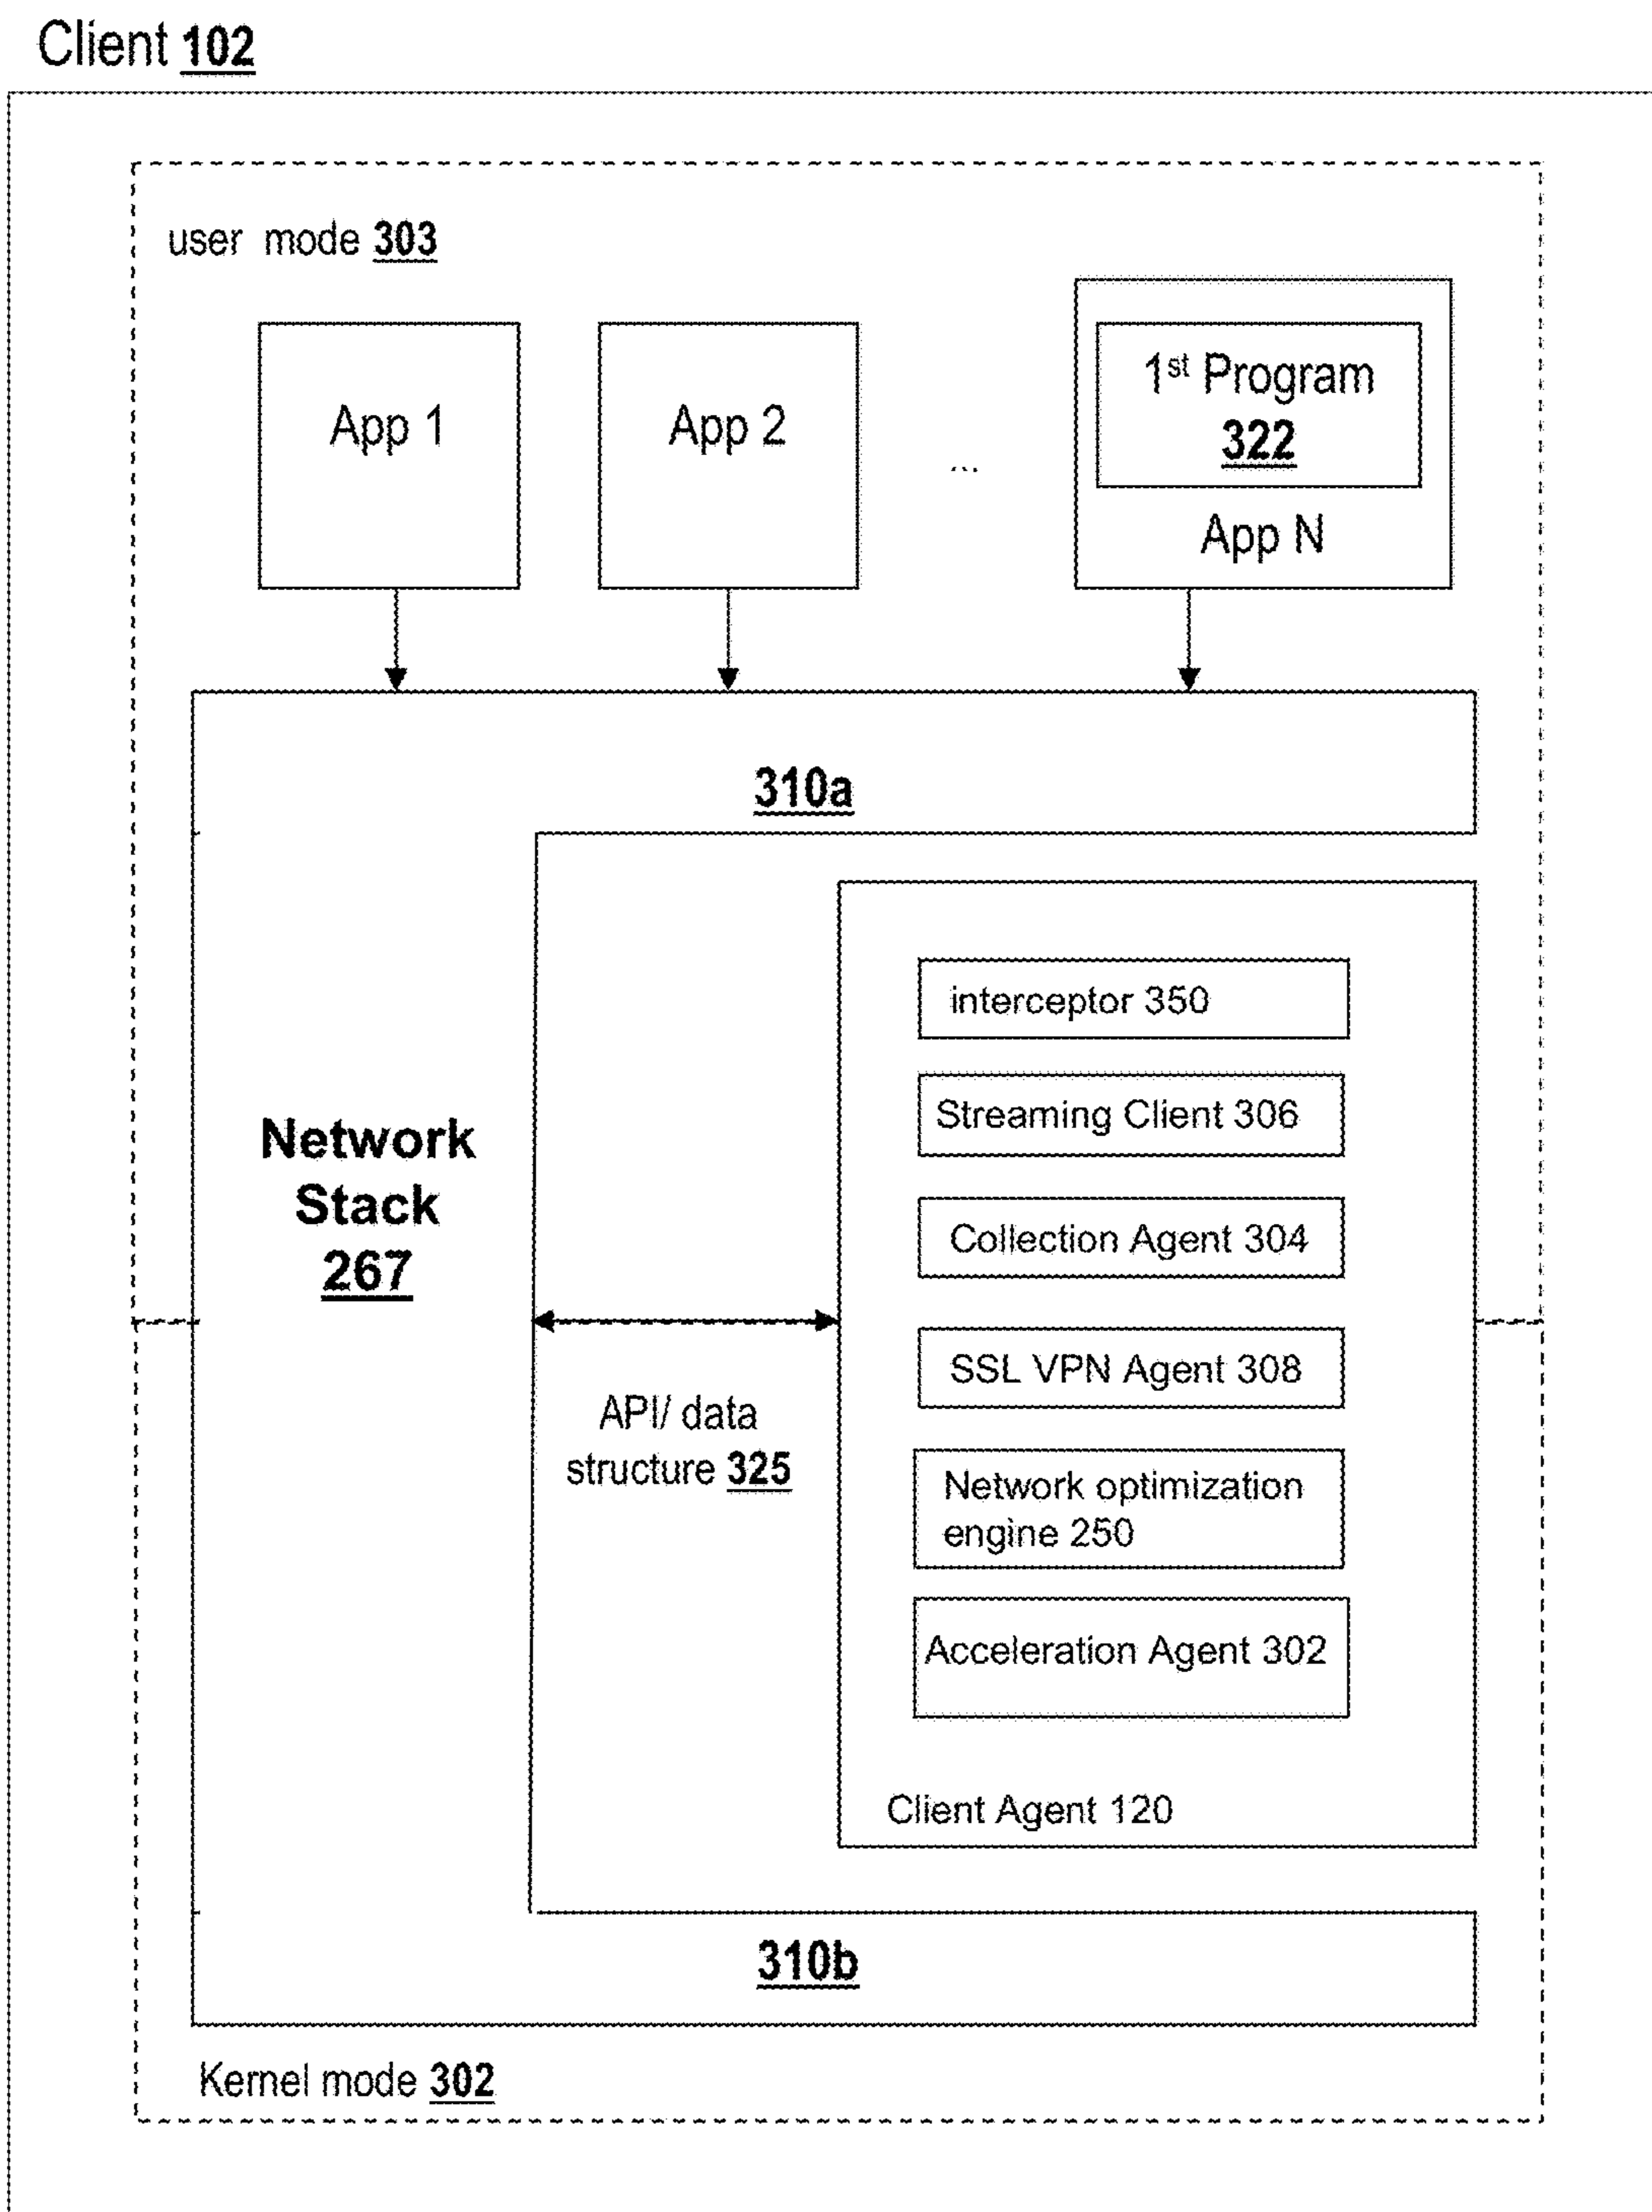 Client 102
user mode 303
App 1
App 2
...
1st Program
322
App N
310a
Network
Stack
267
interceptor 350
Streaming Client 306
Collection Agent 304
SSL VPN Agent 308
API/ data
structure 325
Network optimization
engine 250
Acceleration Agent 302
Client Agent 120
310b
Kernel mode 302